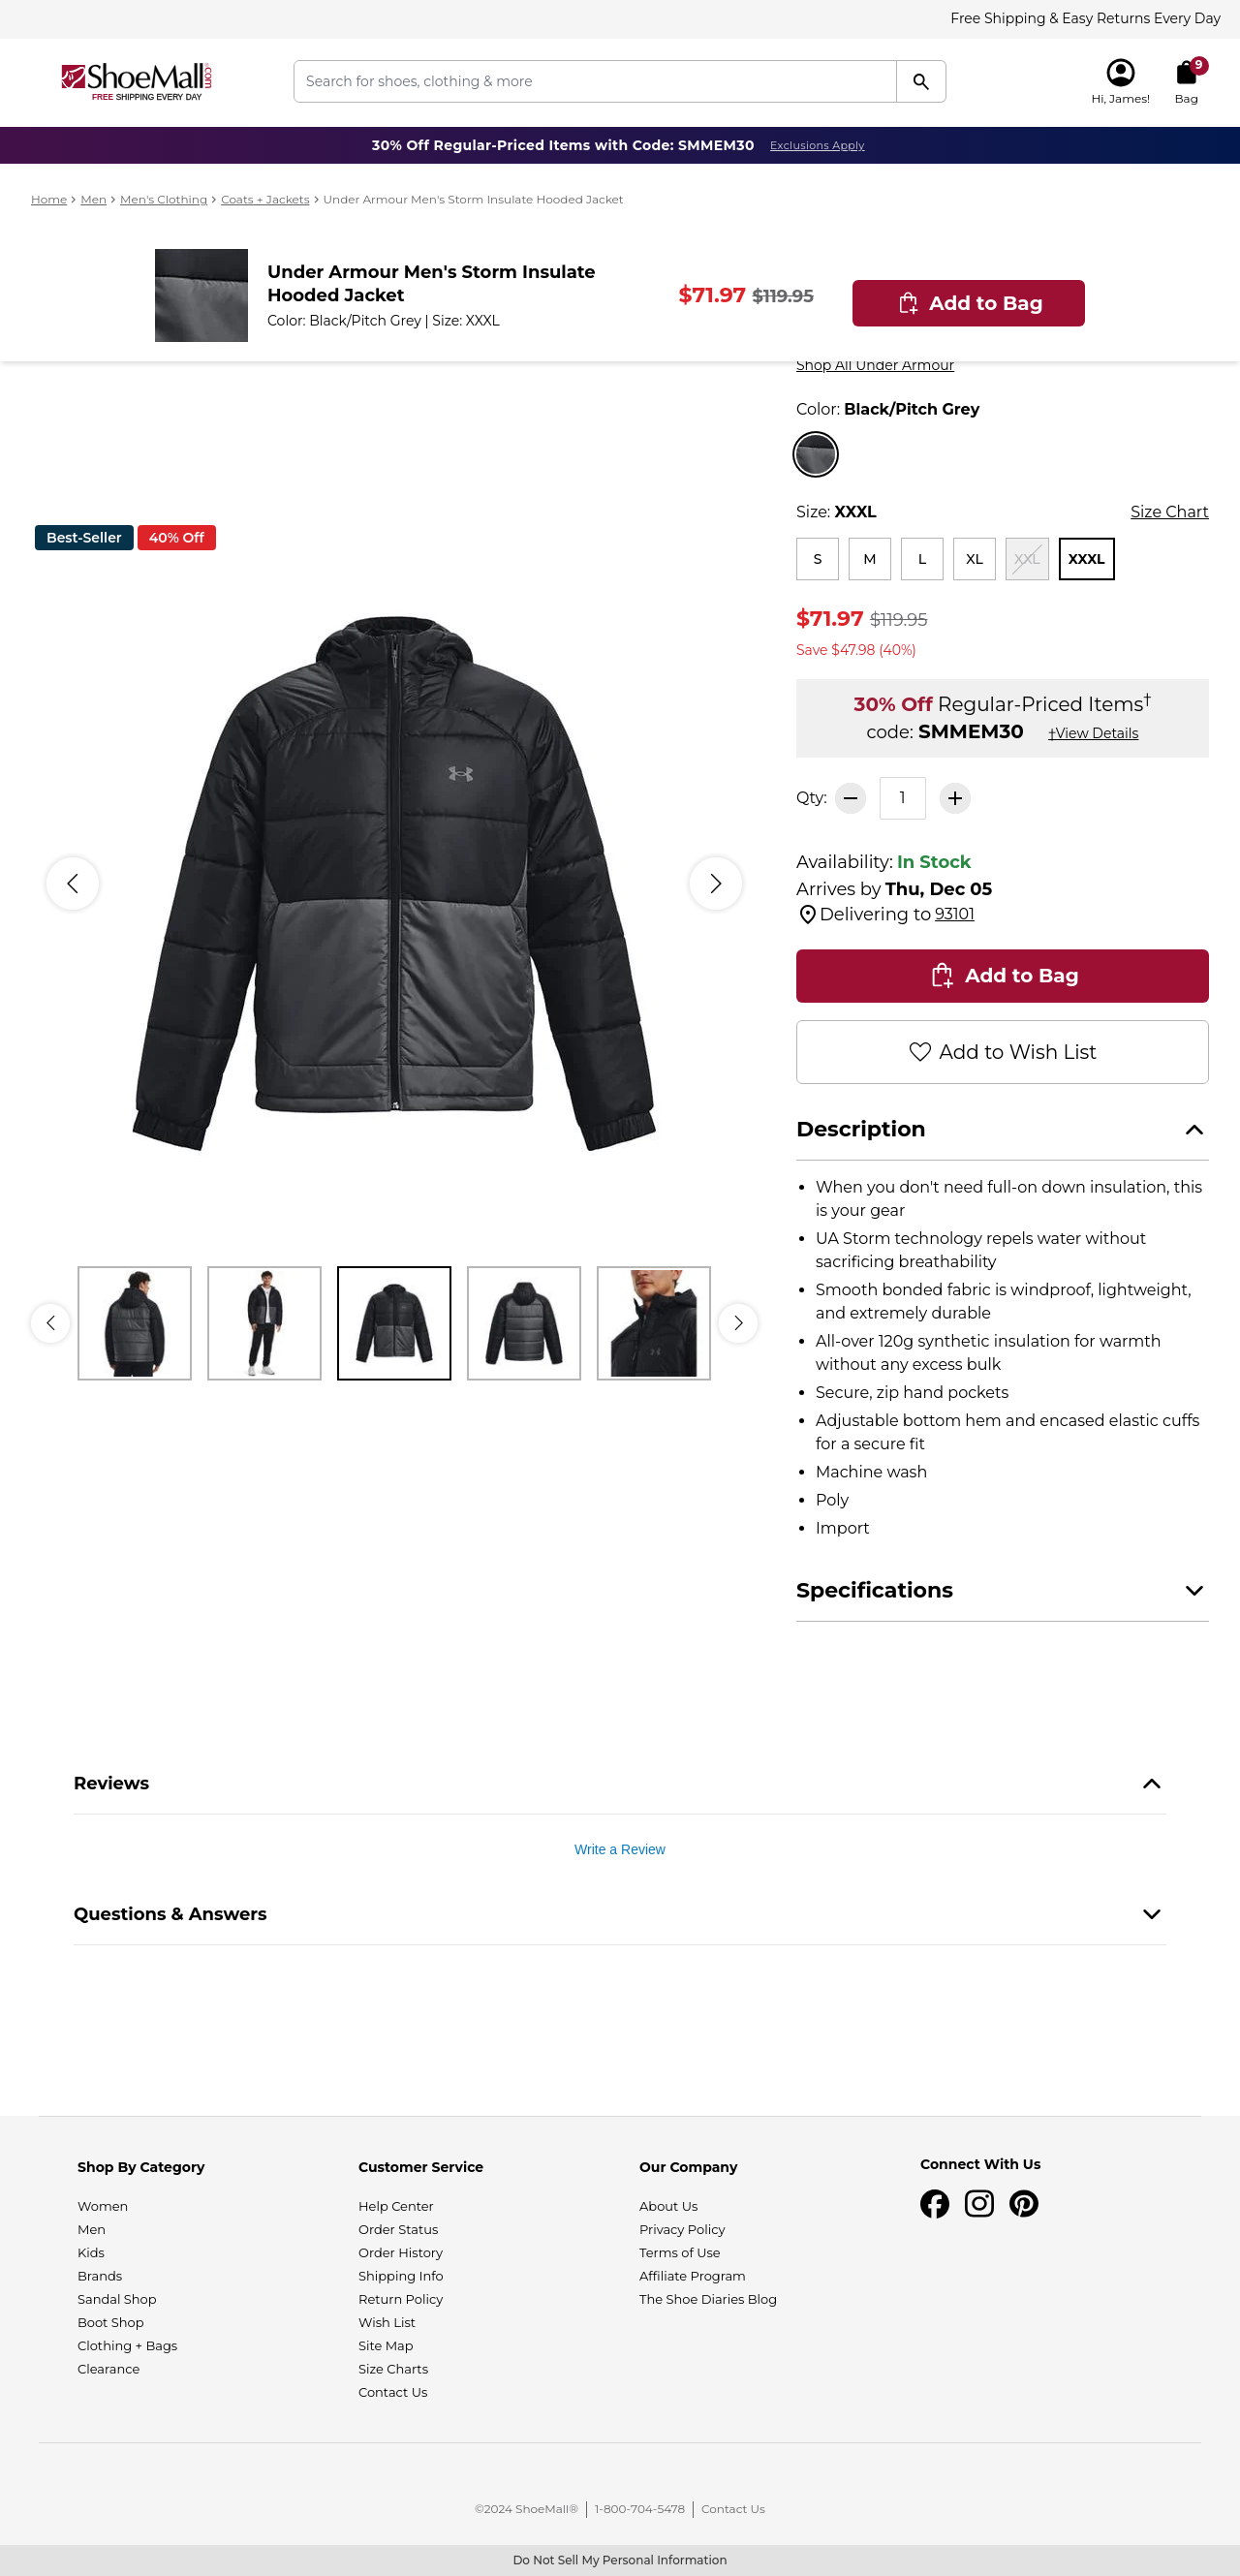 Free Shipping & Easy Returns Every Day
ShoeMall.com
FREE SHIPPING EVERY DAY
Search for shoes, clothing & more
Hi, James!
9
Bag
30% Off Regular-Priced Items with Code: SMMEM30 Exclusions Apply
Home > Men > Men's Clothing > Coats + Jackets > Under Armour Men's Storm Insulate Hooded Jacket
Under Armour Men's Storm Insulate
Hooded Jacket
Color: Black/Pitch Grey | Size: XXXL
$71.97 $119.95
Add to Bag
Shop All Under Armour
Color: Black/Pitch Grey
Size: XXXL
Size Chart
S M L XL XXL XXXL
Best-Seller 40% Off
$71.97 $119.95
Save $47.98 (40%)
30% Off Regular-Priced Items†
code: SMMEM30 †View Details
Qty: 1
Availability: In Stock
Arrives by Thu, Dec 05
Delivering to 93101
Add to Bag
Add to Wish List
Description
• When you don't need full-on down insulation, this
is your gear
• UA Storm technology repels water without
sacrificing breathability
• Smooth bonded fabric is windproof, lightweight,
and extremely durable
• All-over 120g synthetic insulation for warmth
without any excess bulk
• Secure, zip hand pockets
• Adjustable bottom hem and encased elastic cuffs
for a secure fit
• Machine wash
• Poly
• Import
Specifications
Reviews
Write a Review
Questions & Answers
Shop By Category
Women
Men
Kids
Brands
Sandal Shop
Boot Shop
Clothing + Bags
Clearance
Customer Service
Help Center
Order Status
Order History
Shipping Info
Return Policy
Wish List
Site Map
Size Charts
Contact Us
Our Company
About Us
Privacy Policy
Terms of Use
Affiliate Program
The Shoe Diaries Blog
Connect With Us
©2024 ShoeMall® | 1-800-704-5478 | Contact Us
Do Not Sell My Personal Information